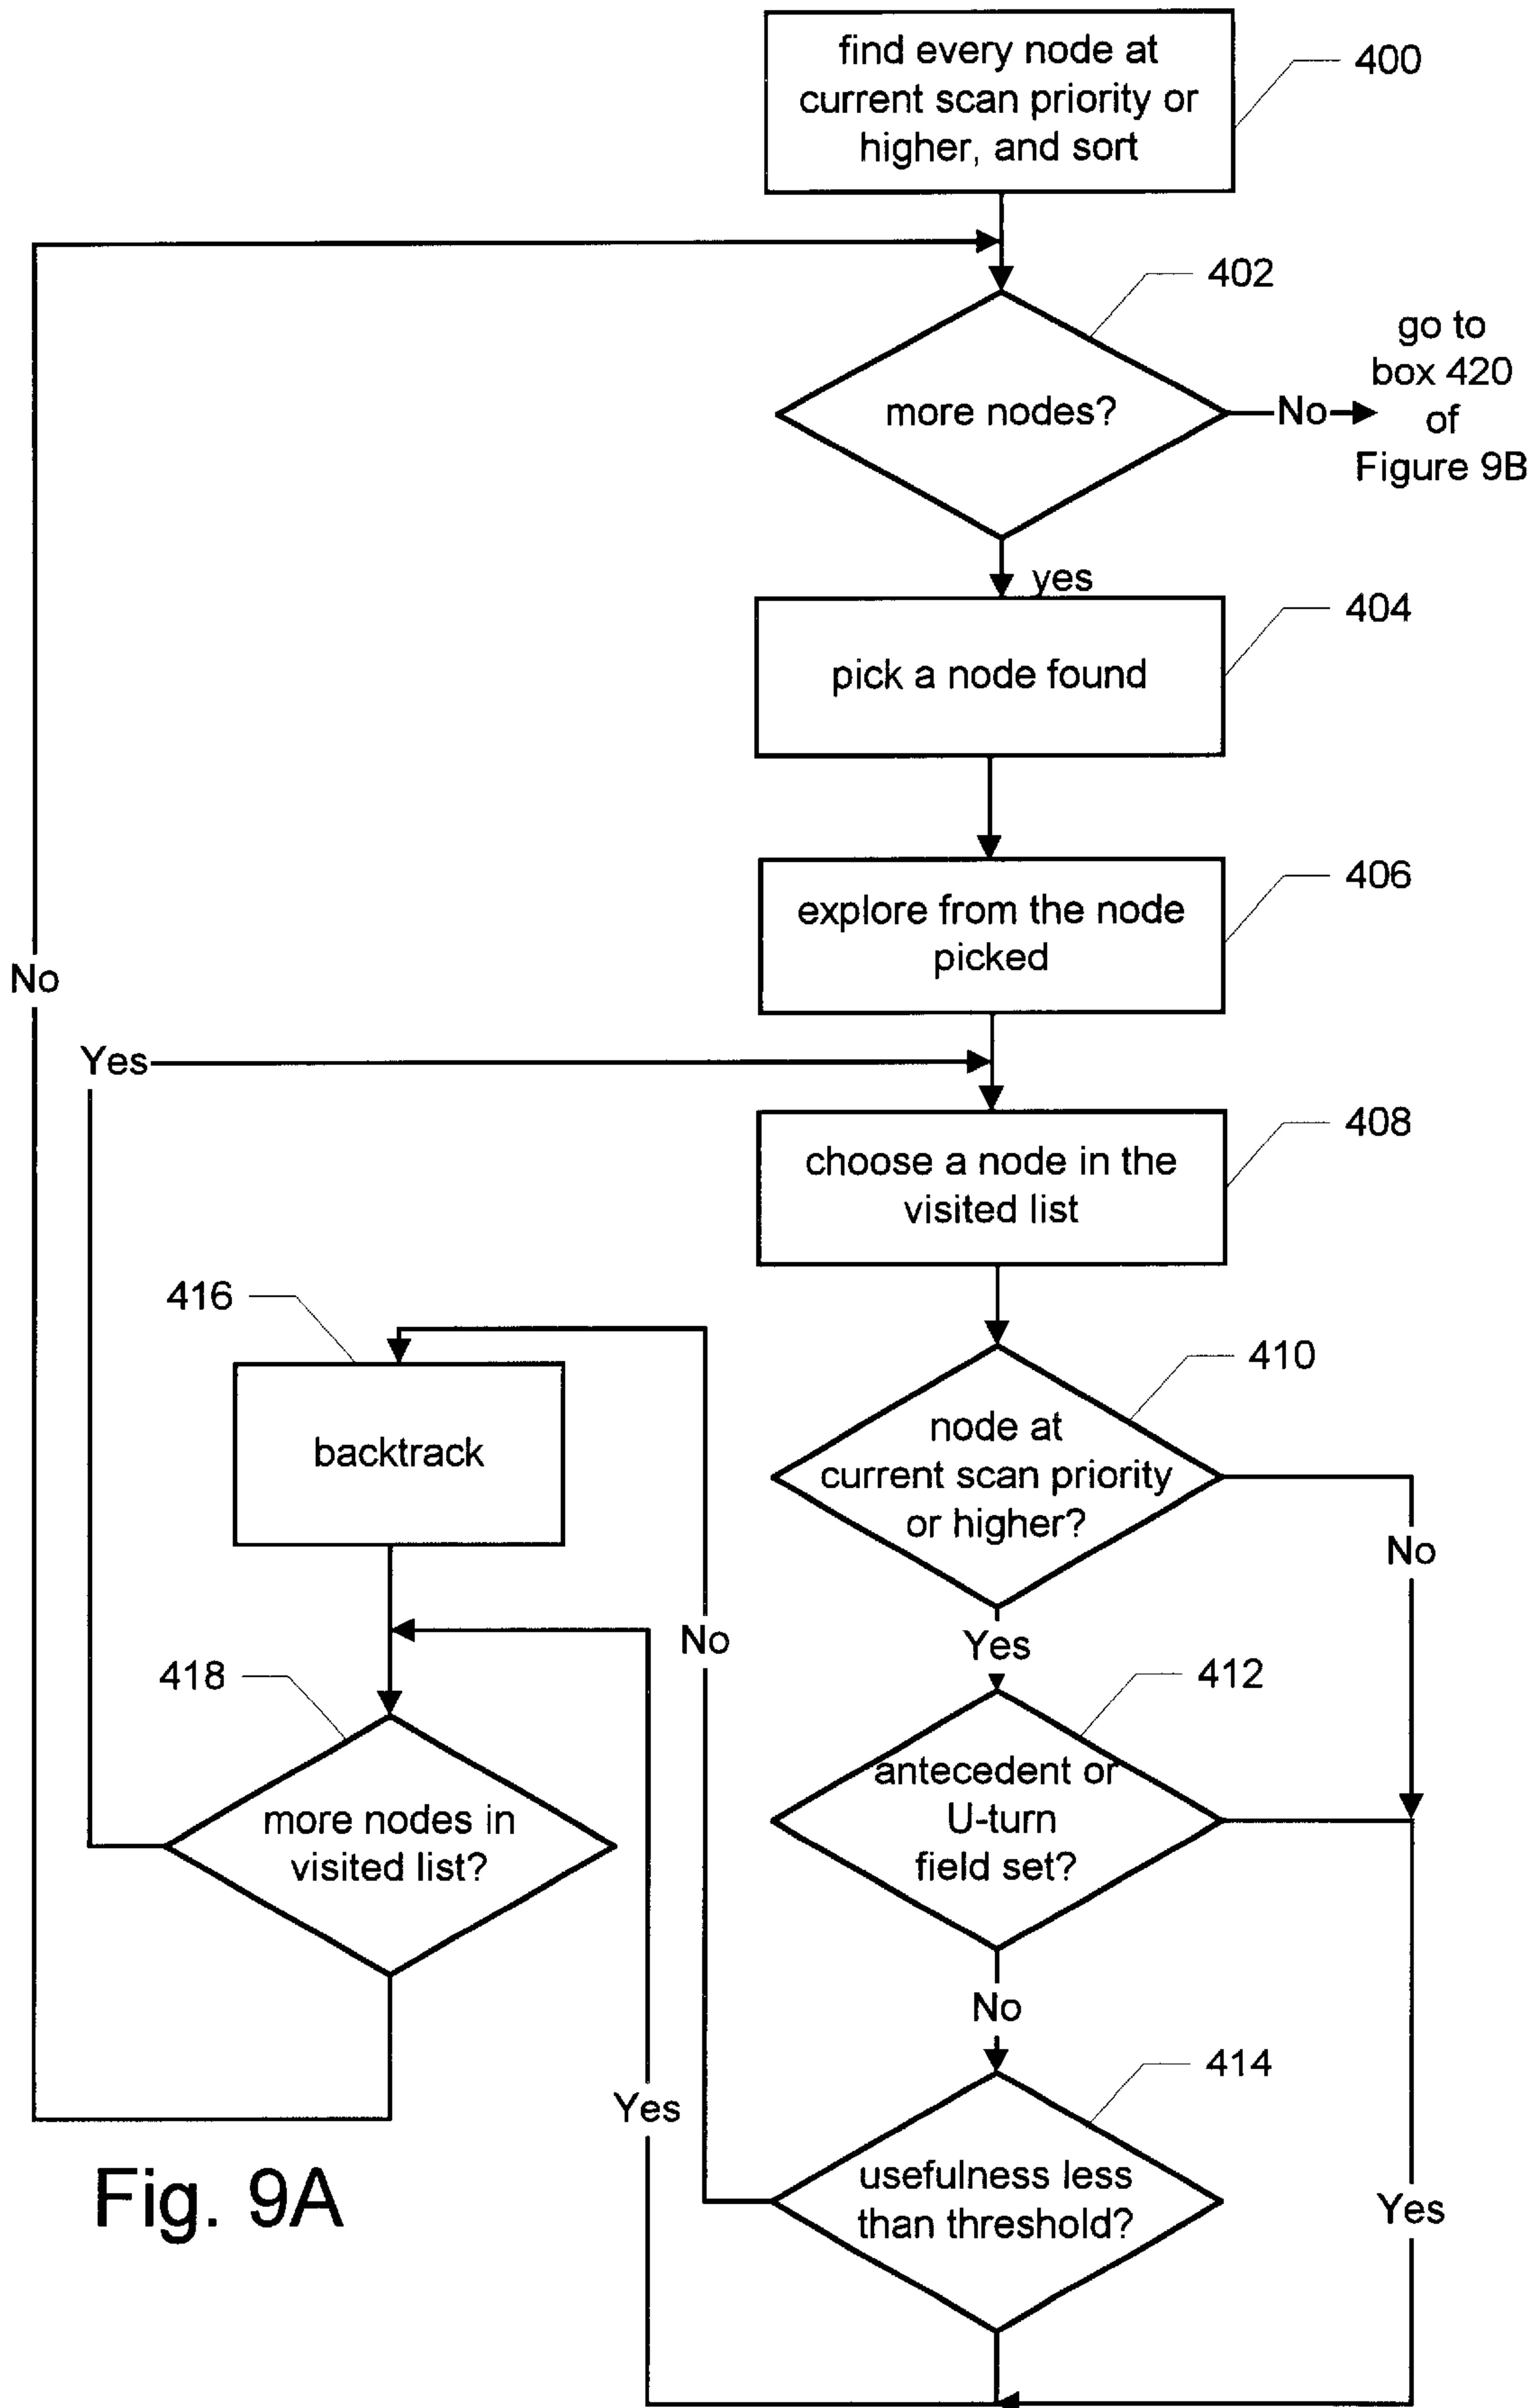 find every node at
current scan priority or
higher, and sort
400
402
more nodes?
No
go to
box 420
of
Figure 9B
yes
404
pick a node found
406
explore from the node
picked
No
Yes
408
choose a node in the
visited list
416
backtrack
410
node at
current scan priority
or higher?
No
Yes
No
418
412
antecedent or
U-turn
field set?
more nodes in
visited list?
No
414
Yes
usefulness less
than threshold?
Yes
Fig. 9A